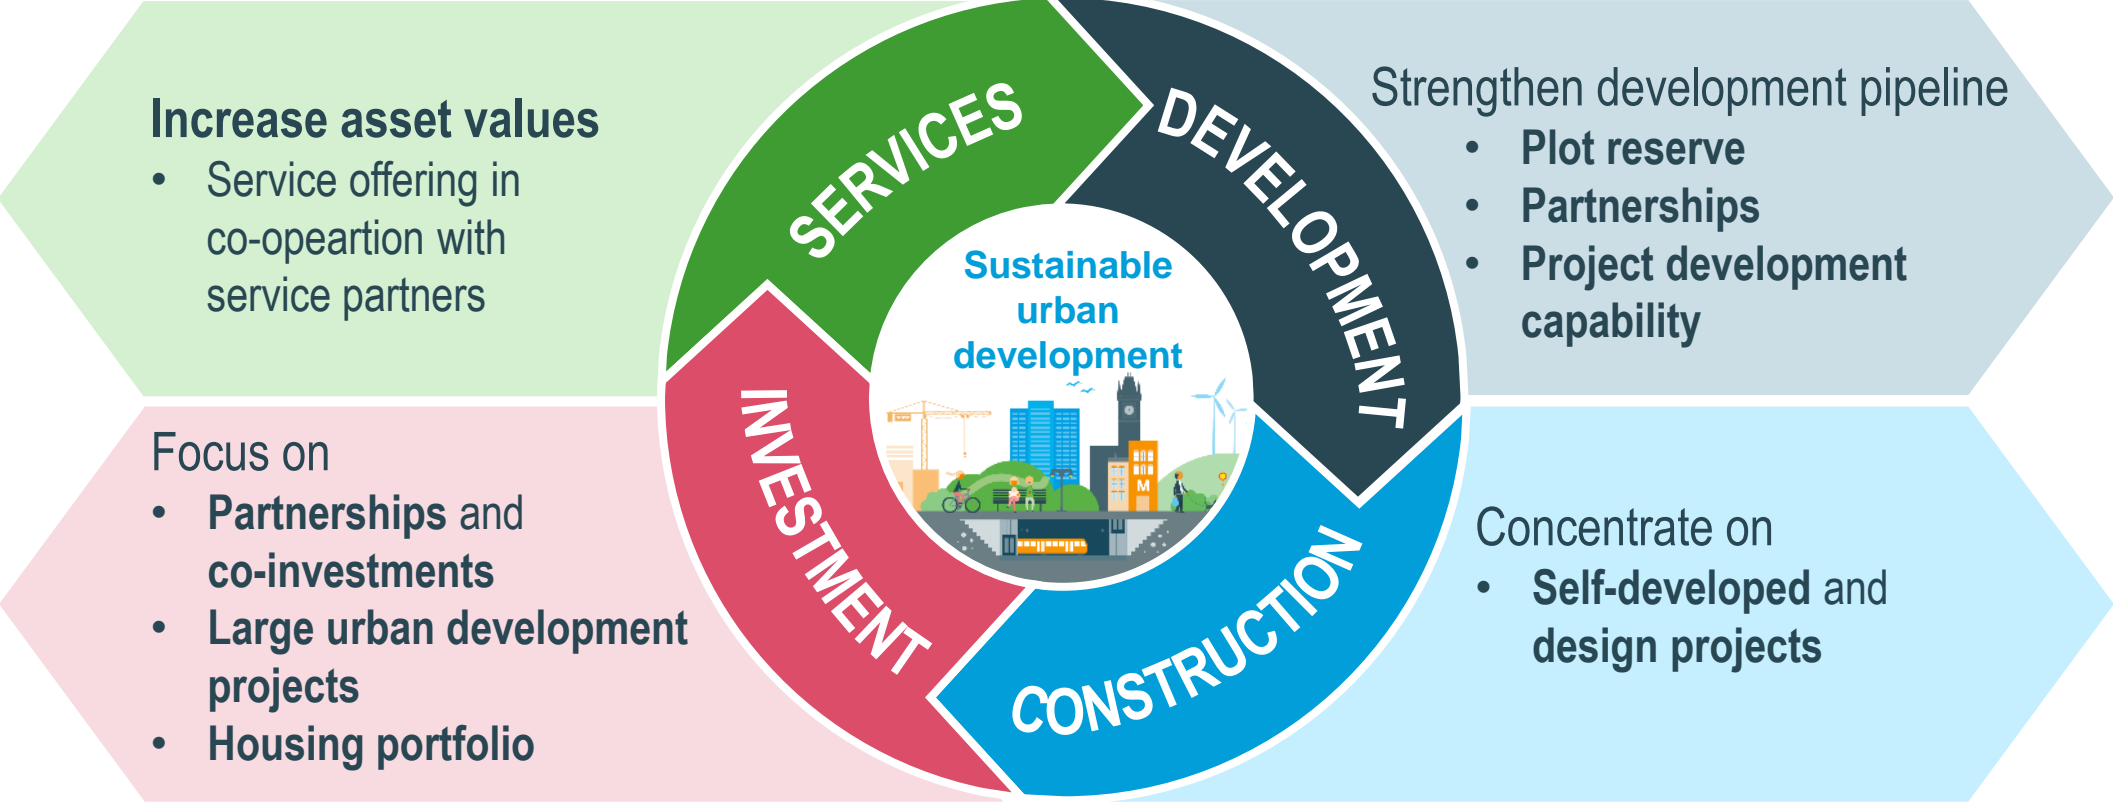 Increase asset values
• Service offering in
co-opeartion with
service partners
SERVICES
DEVELOPMENT
Strengthen development pipeline
• Plot reserve
• Partnerships
• Project development
capability
Sustainable
urban
development
M
Focus on
• Partnerships and
co-investments
• Large urban development
projects
• Housing portfolio
INVESTMENT
CONSTRUCTION
Concentrate on
• Self-developed and
design projects